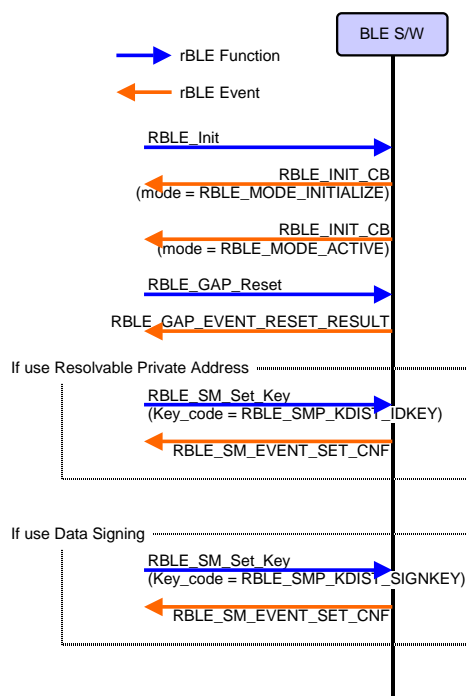 BLE S/W
rBLE Function
rBLE Event
RBLE_Init
RBLE_INIT_CB
(mode = RBLE_MODE_INITIALIZE)
RBLE_INIT_CB
(mode = RBLE_MODE_ACTIVE)
RBLE_GAP_Reset
RBLE_GAP_EVENT_RESET_RESULT
If use Resolvable Private Address
RBLE_SM_Set_Key
(Key_code = RBLE_SMP_KDIST_IDKEY)
RBLE_SM_EVENT_SET_CNF
If use Data Signing
RBLE_SM_Set_Key
(Key_code = RBLE_SMP_KDIST_SIGNKEY)
RBLE_SM_EVENT_SET_CNF